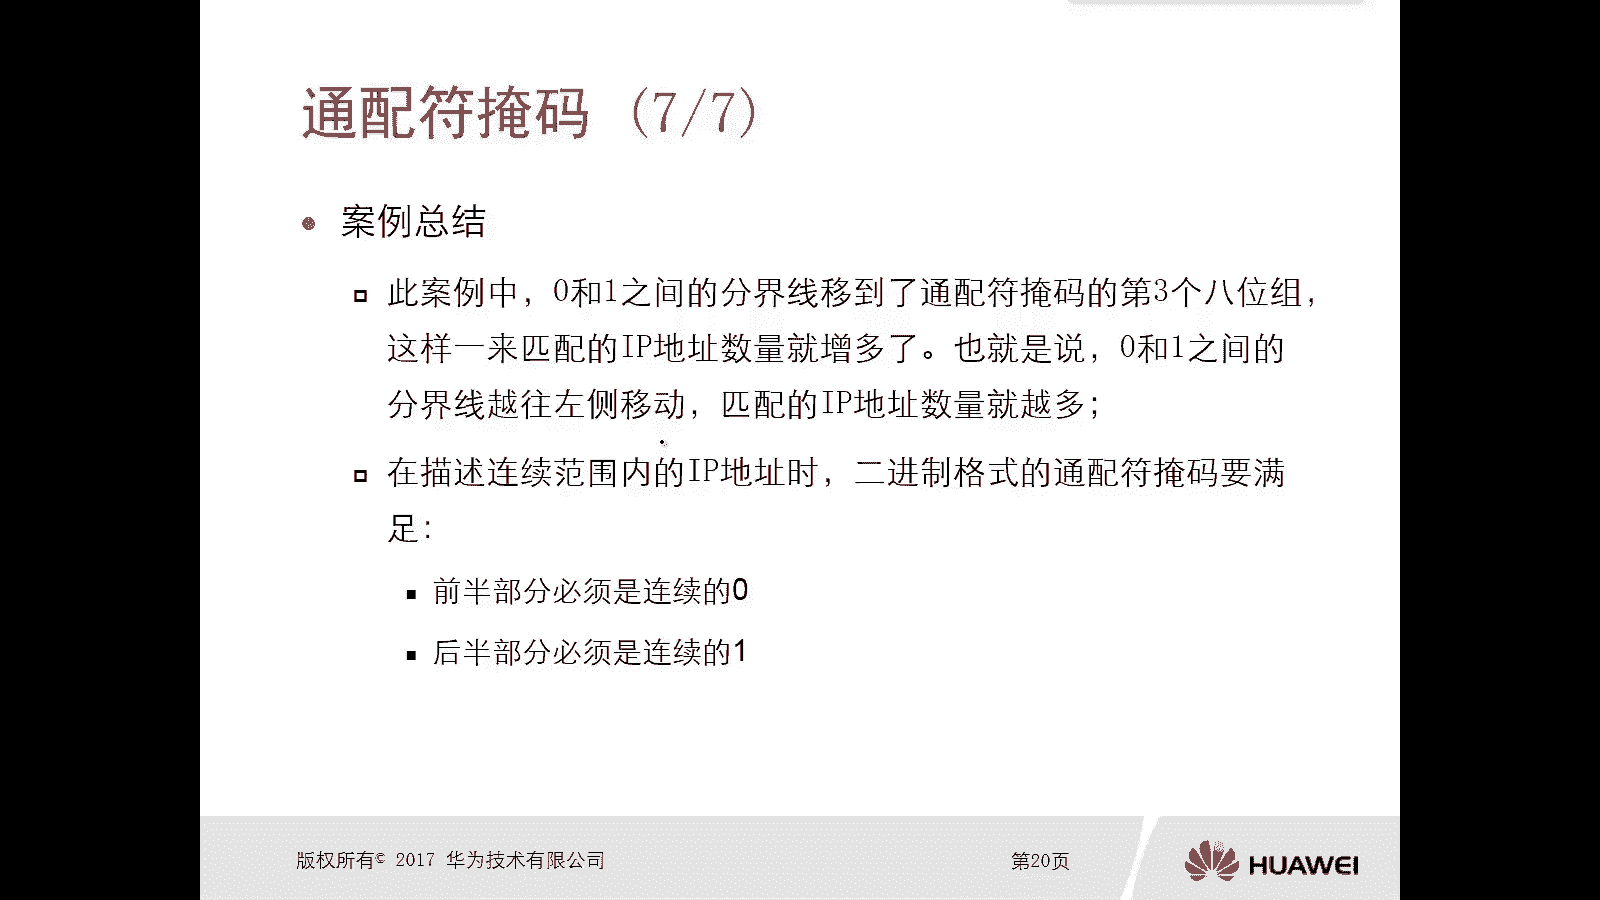 通配符掩码 (7/7)
案例总结
此案例中，0和1之间的分界线移到了通配符掩码的第3个八位组，
这样一来匹配的IP地址数量就增多了。也就是说，0和1之间的
分界线越往左侧移动，匹配的IP地址数量就越多；
在描述连续范围内的IP地址时，二进制格式的通配符掩码要满
足：
前半部分必须是连续的0
后半部分必须是连续的1
版权所有© 2017 华为技术有限公司
第20页
HUAWEI